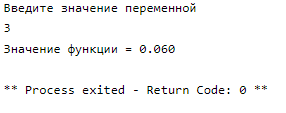 Введите значение переменной
3
Значение функции = 0.060
** Process exited - Return Code: 0 **